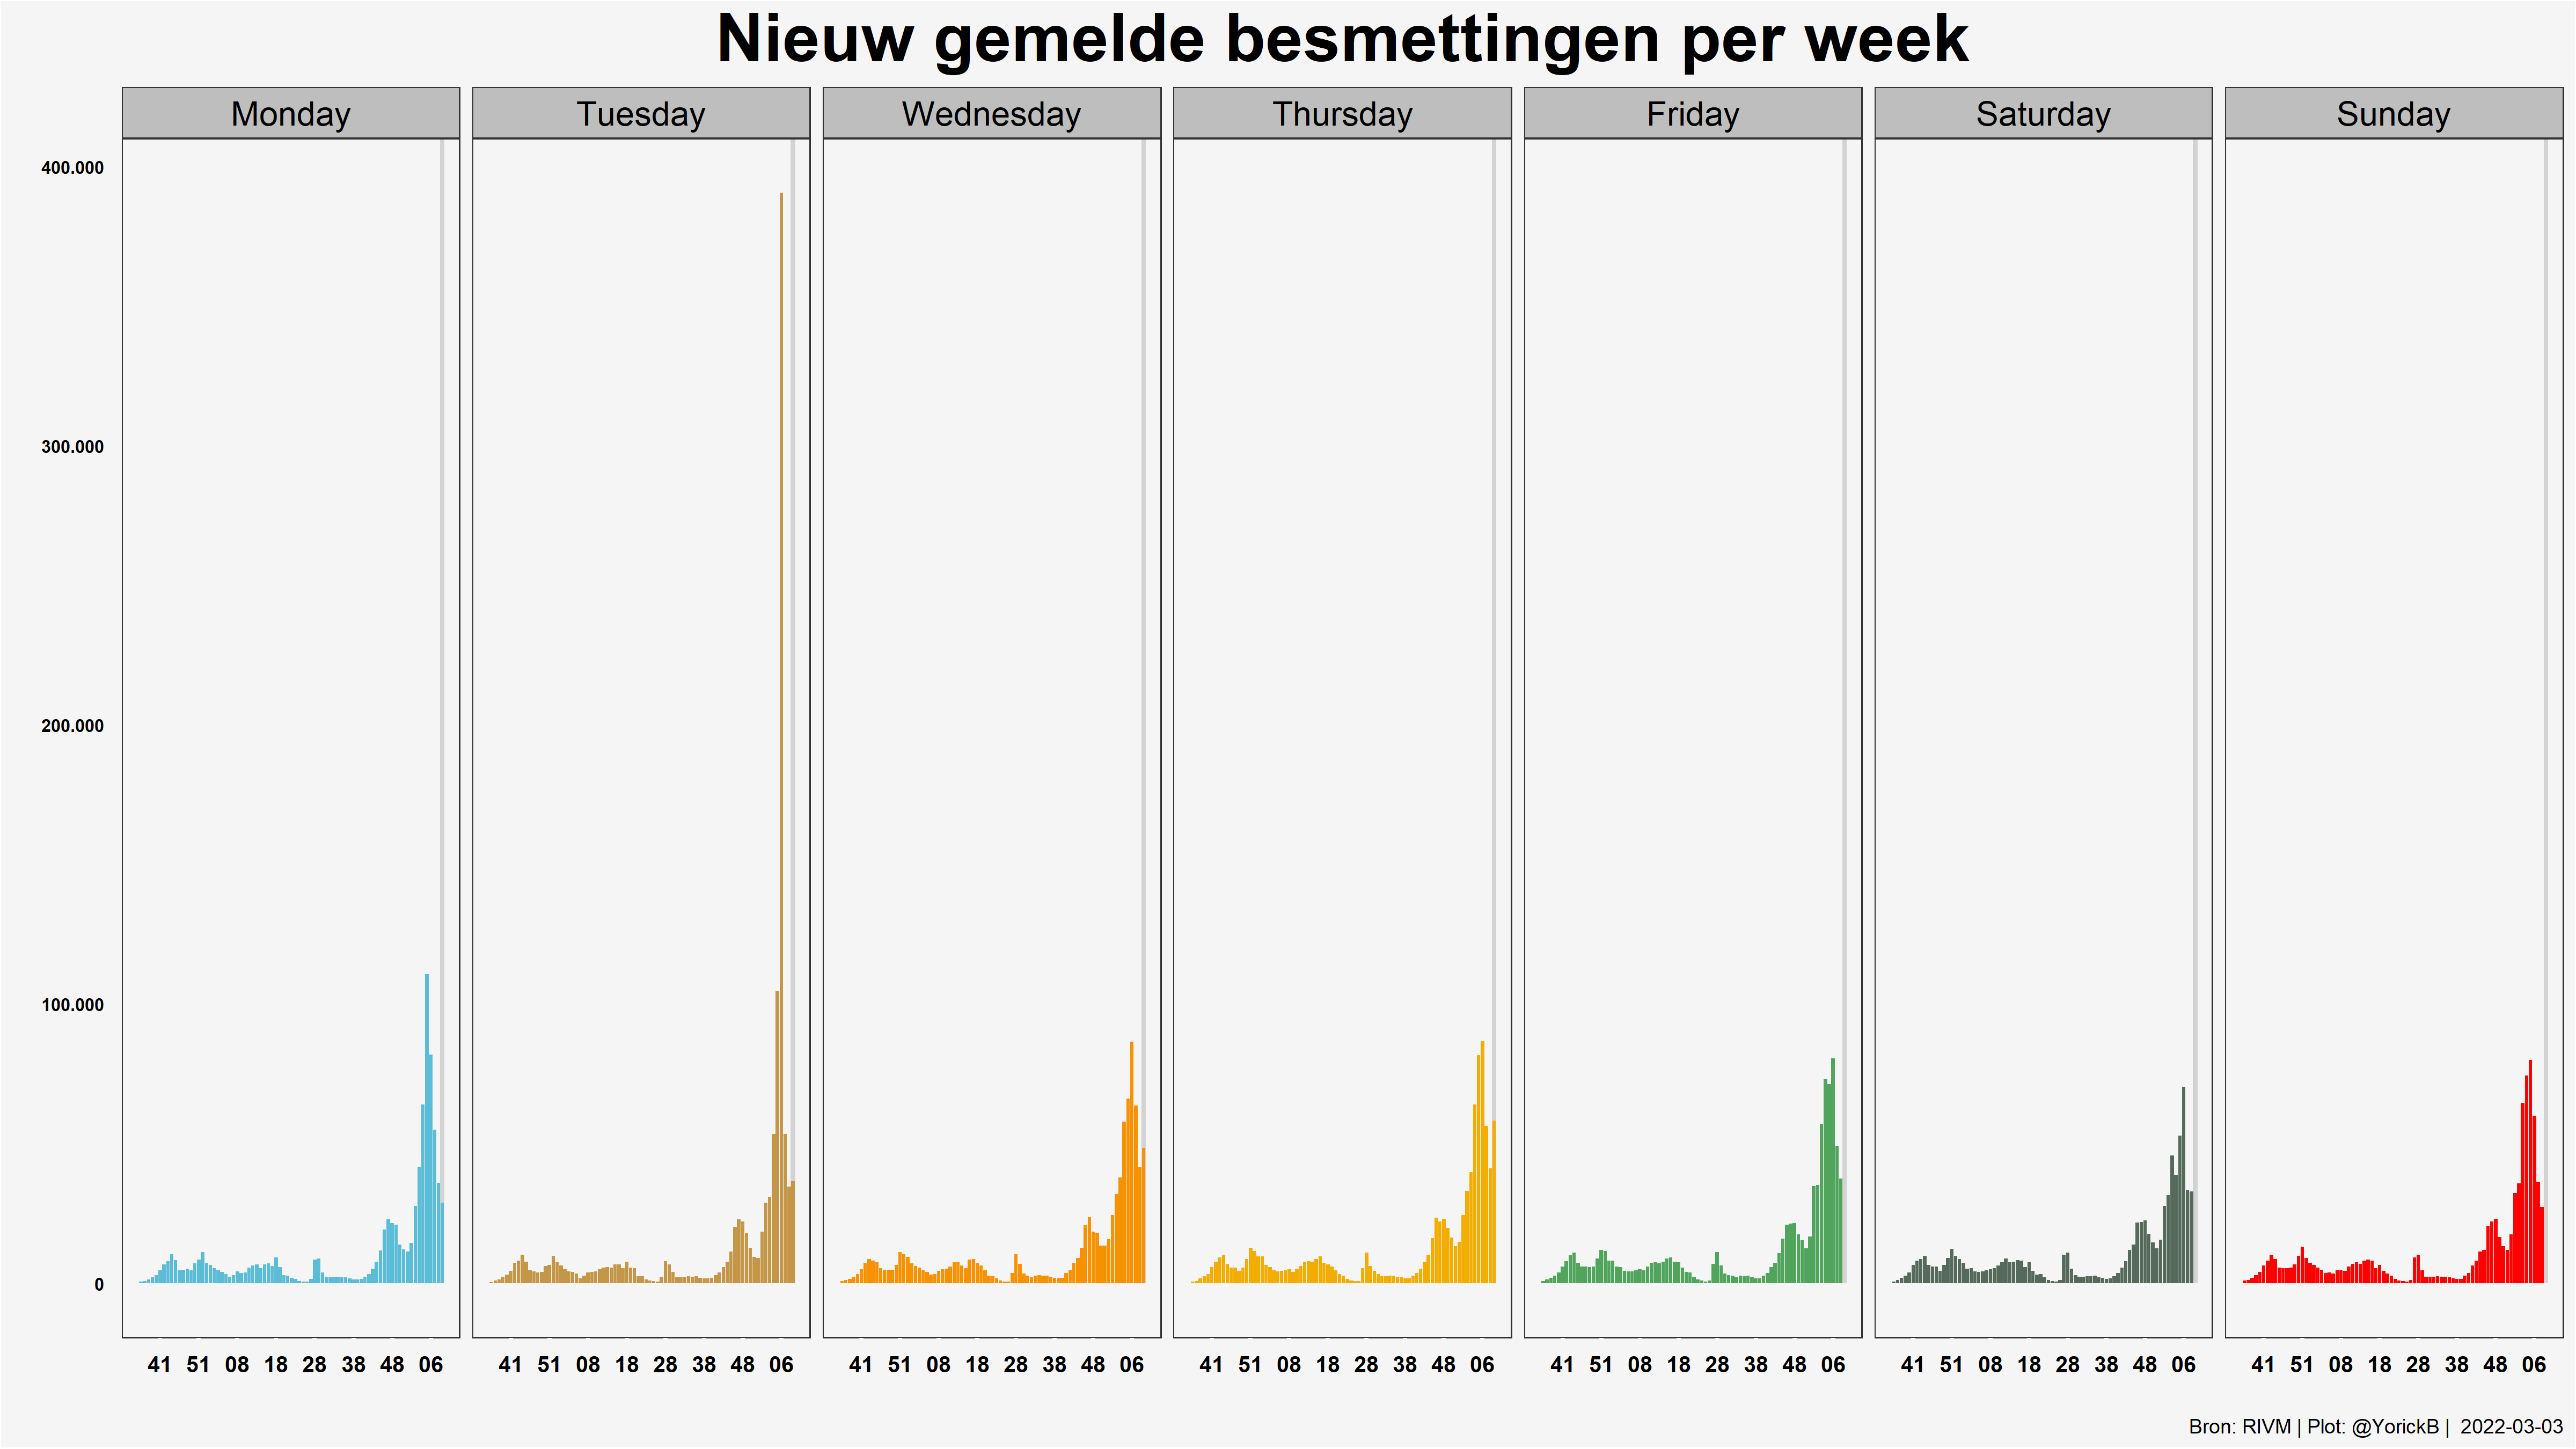 Nieuw gemelde besmettingen per week
Monday Tuesday Wednesday Thursday Friday Saturday Sunday
400.000
300.000
200.000
100.000
0
41 51 08 18 28 38 48 06 41 51 08 18 28 38 48 06 41 51 08 18 28 38 48 06 41 51 08 18 28 38 48 06 41 51 08 18 28 38 48 06 41 51 08 18 28 38 48 06 41 51 08 18 28 38 48 06
Bron: RIVM | Plot: @YorickB | 2022-03-03